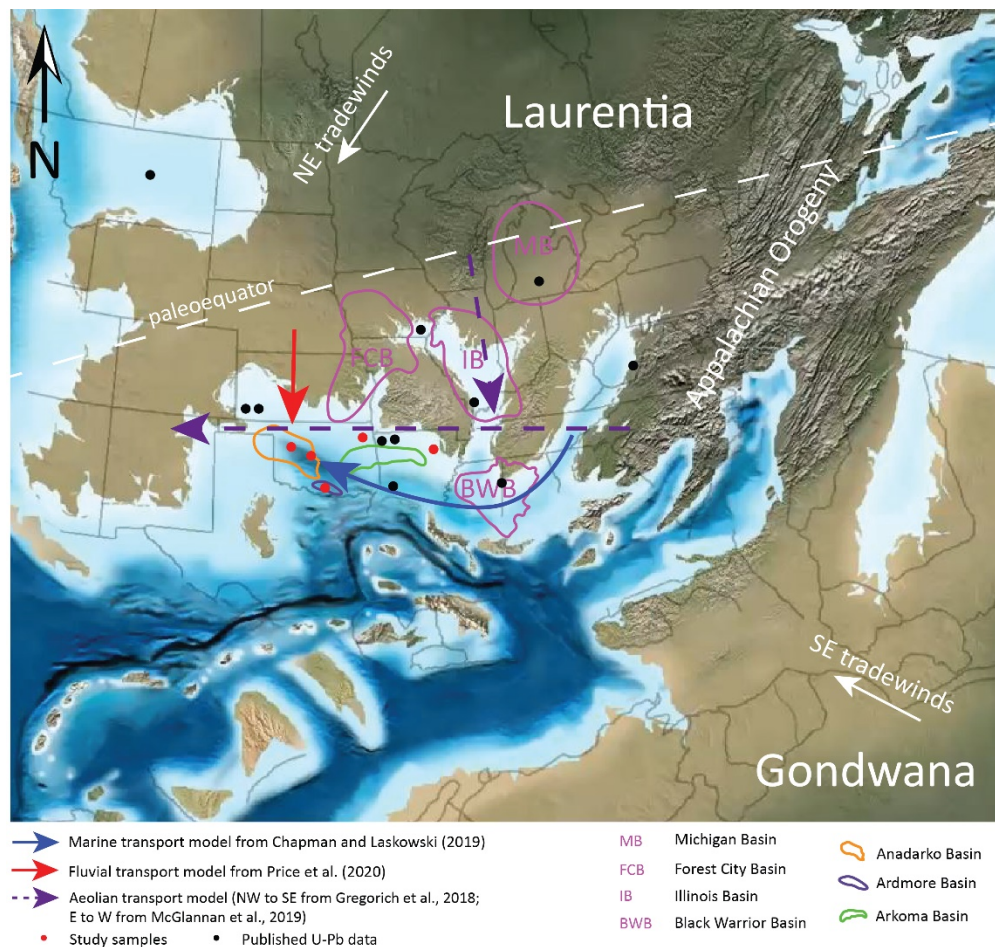 Laurentia
NE tradewinds
N
MB
Appalachian Orogeny
paleoequator
FCB
IB
BWB
SE tradewinds
Gondwana
Marine transport model from Chapman and Laskowski (2019)
Fluvial transport model from Price et al. (2020)
Aeolian transport model (NW to SE from Gregorich et al., 2018;
E to W from McGlannan et al., 2019)
Study samples
Published U-Pb data
MB Michigan Basin
FCB Forest City Basin
IB Illinois Basin
BWB Black Warrior Basin
Anadarko Basin
Ardmore Basin
Arkoma Basin